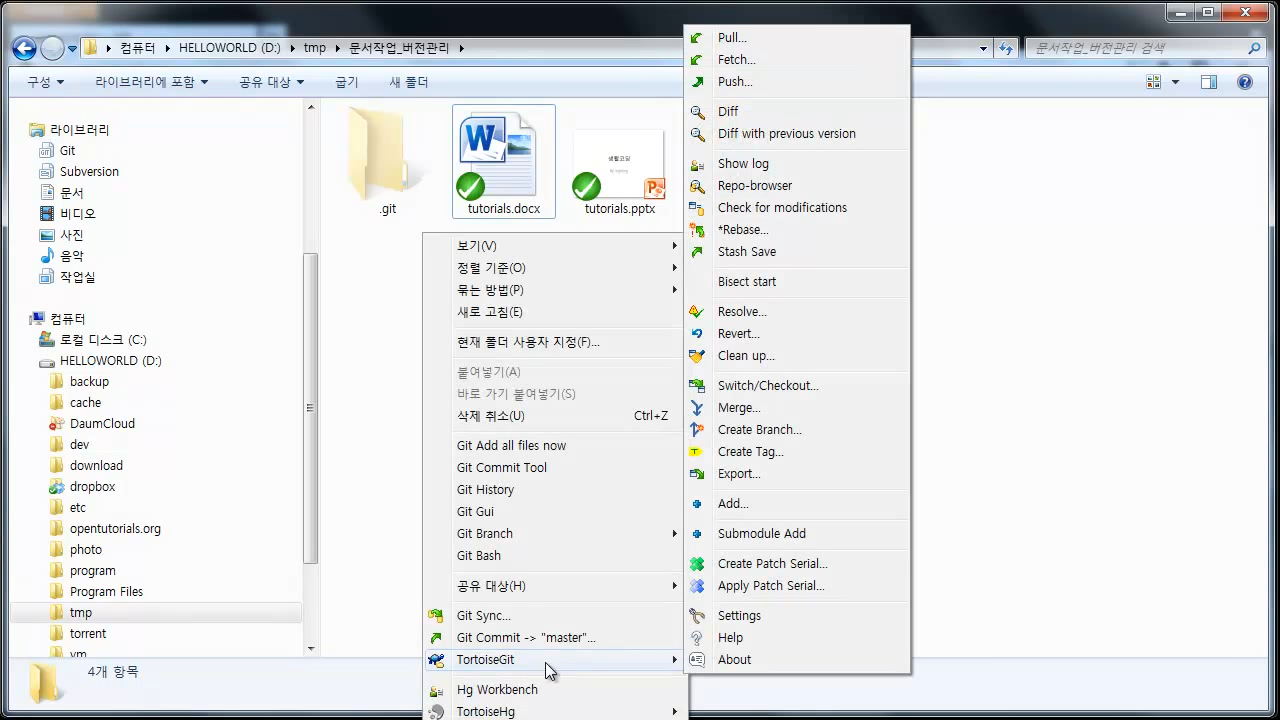 컴퓨터 HELLOWORLD (D:) tmp 문서작업_버전관리
문서작업_버전관리 검색
구성 라이브러리에 포함 공유 대상 굽기 새 폴더
라이브러리
Git
Subversion
문서
비디오
사진
음악
작업실
컴퓨터
로컬 디스크 (C:)
HELLOWORLD (D:)
backup
cache
DaumCloud
dev
download
dropbox
etc
opentutorials.org
photo
program
Program Files
tmp
torrent
vm
.git
tutorials.docx
생활코딩
tutorials.pptx
보기(V)
정렬 기준(O)
묶는 방법(P)
새로 고침(E)
현재 폴더 사용자 지정(F)...
붙여넣기(A)
바로 가기 붙여넣기(S)
삭제 취소(U) Ctrl+Z
Git Add all files now
Git Commit Tool
Git History
Git Gui
Git Branch
Git Bash
공유 대상(H)
Git Sync...
Git Commit -> "master"...
TortoiseGit
Hg Workbench
TortoiseHg
Pull...
Fetch...
Push...
Diff
Diff with previous version
Show log
Repo-browser
Check for modifications
*Rebase...
Stash Save
Bisect start
Resolve...
Revert...
Clean up...
Switch/Checkout...
Merge...
Create Branch...
Create Tag...
Export...
Add...
Submodule Add
Create Patch Serial...
Apply Patch Serial...
Settings
Help
About
4개 항목